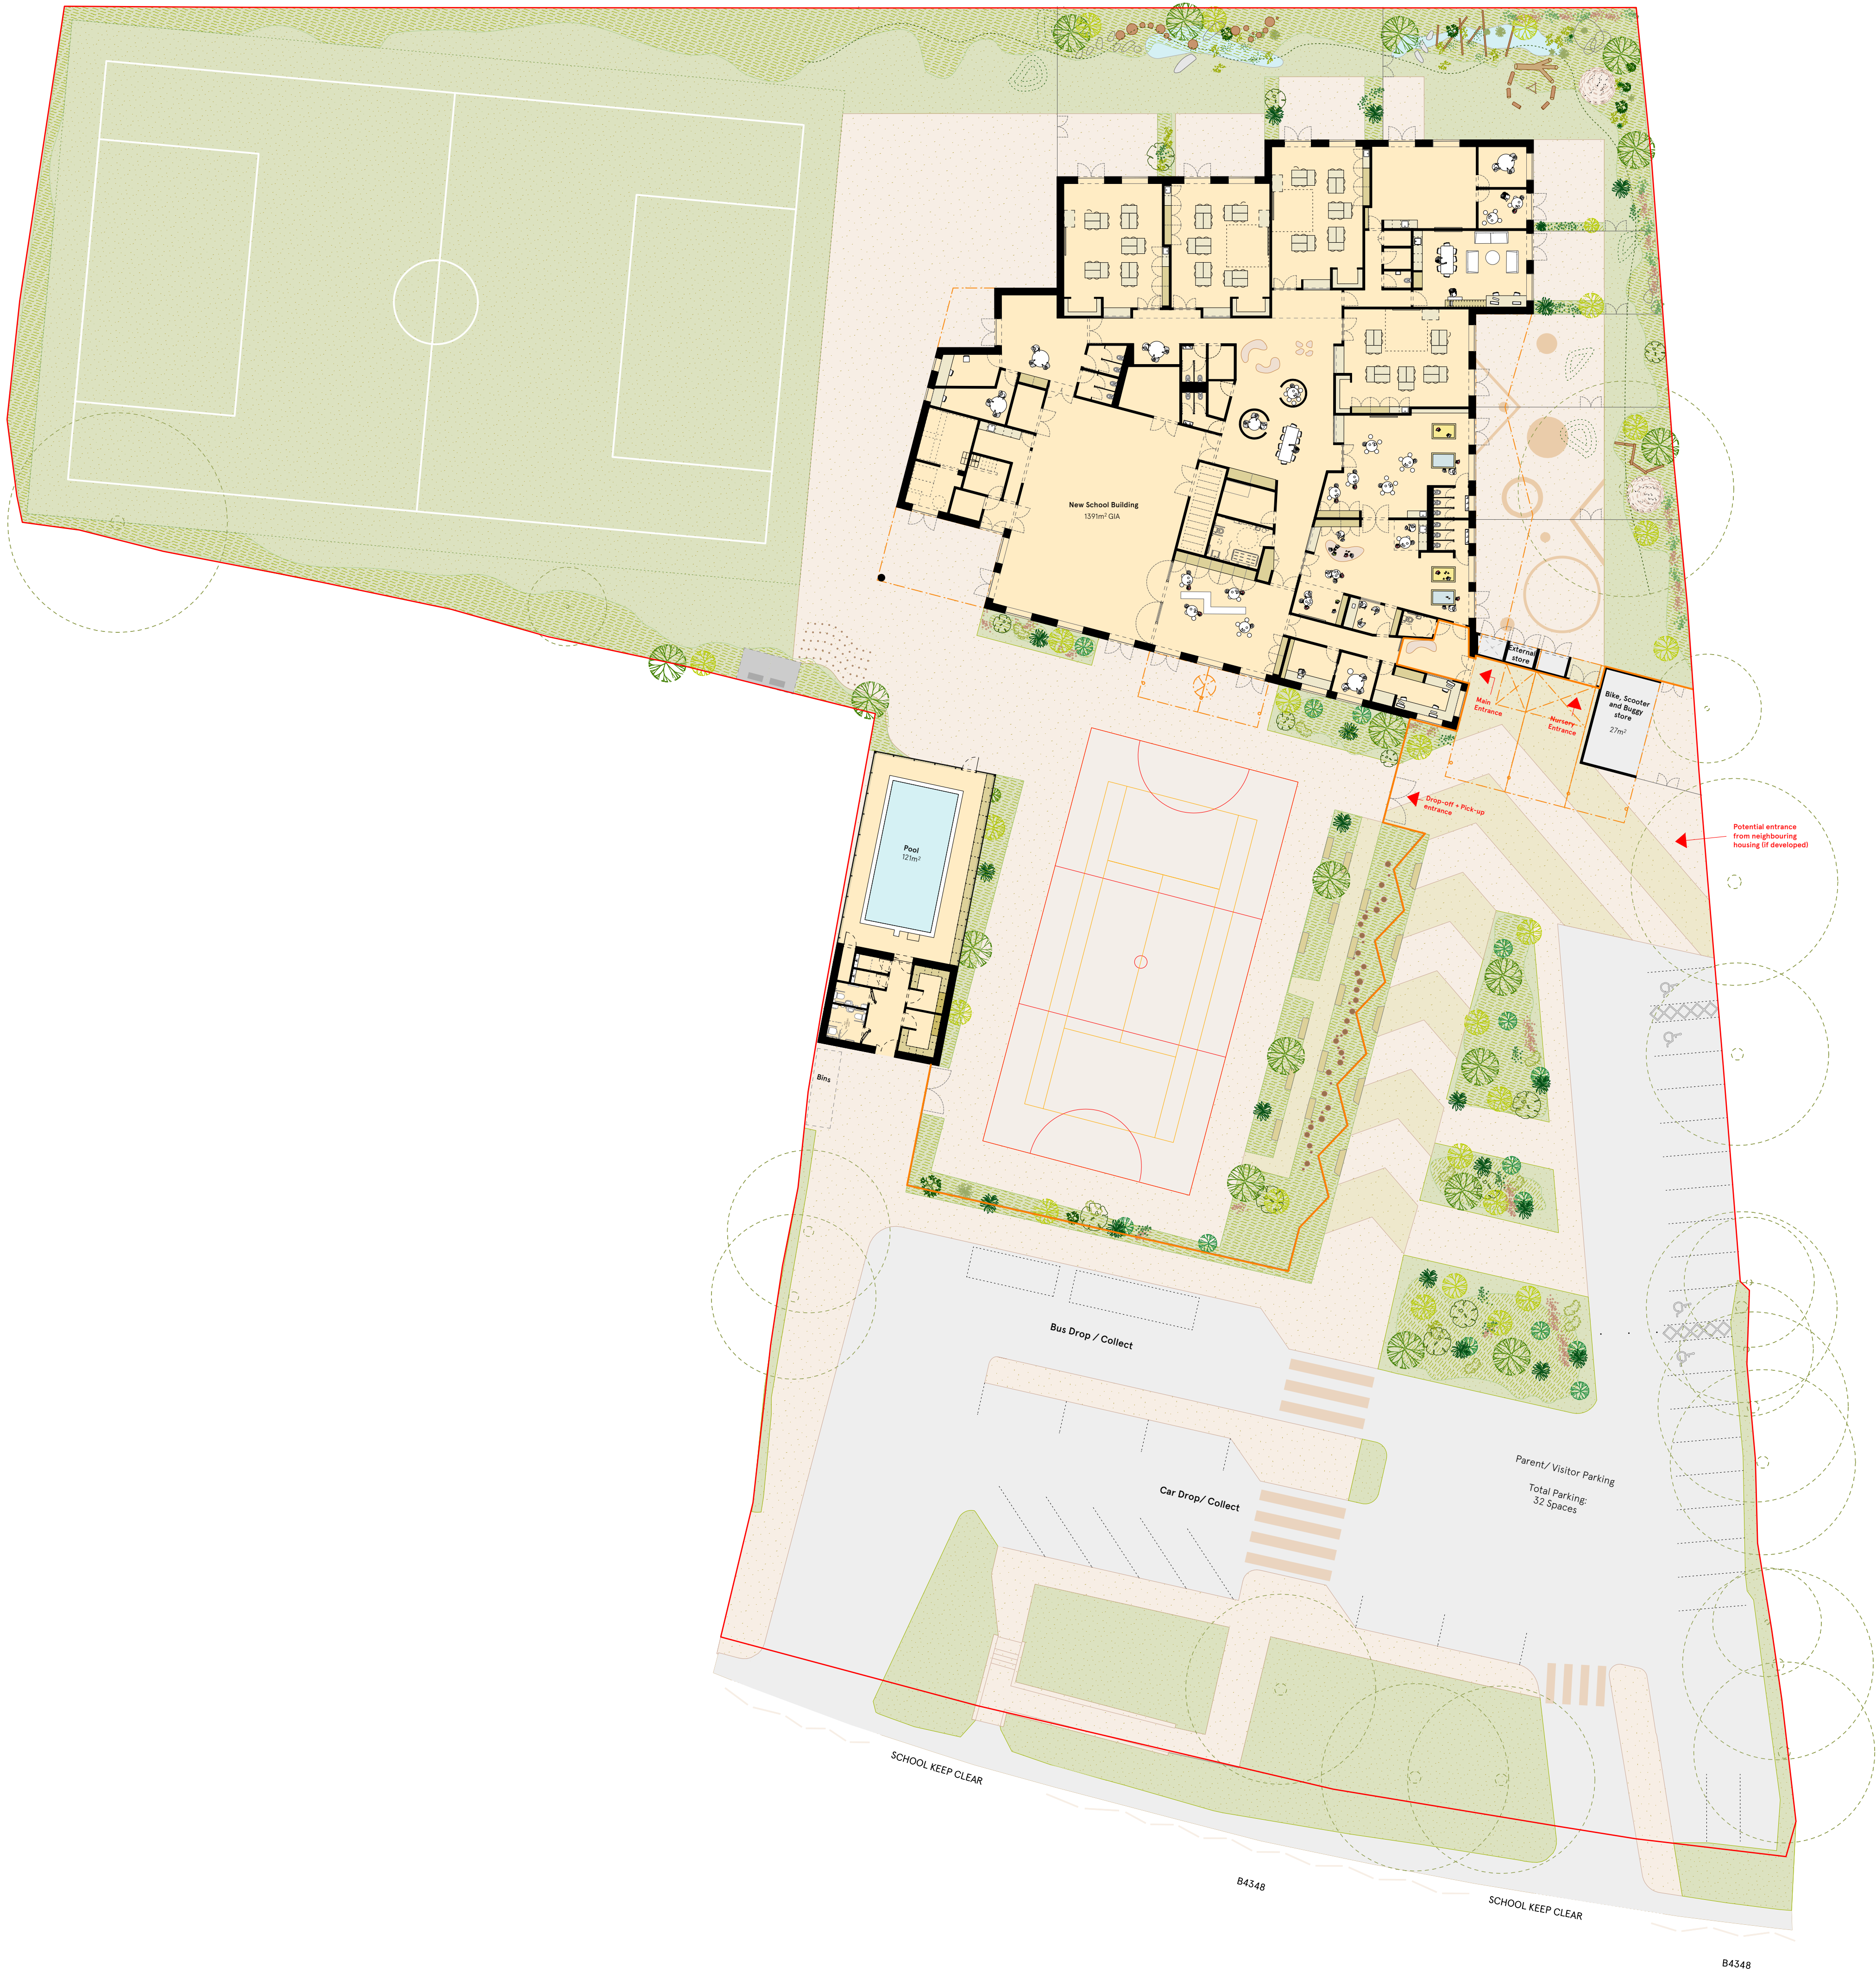 New School Building
1391m² GIA
External
store
Bike, Scooter
and Buggy
store
27m²
Main
Entrance
Nursery
Entrance
Drop-off + Pick-up
entrance
Potential entrance
from neighbouring
housing (if developed)
Pool
121m²
Bins
Bus Drop / Collect
Car Drop/ Collect
Parent/ Visitor Parking
Total Parking:
32 Spaces
SCHOOL KEEP CLEAR
B4348
SCHOOL KEEP CLEAR
B4348